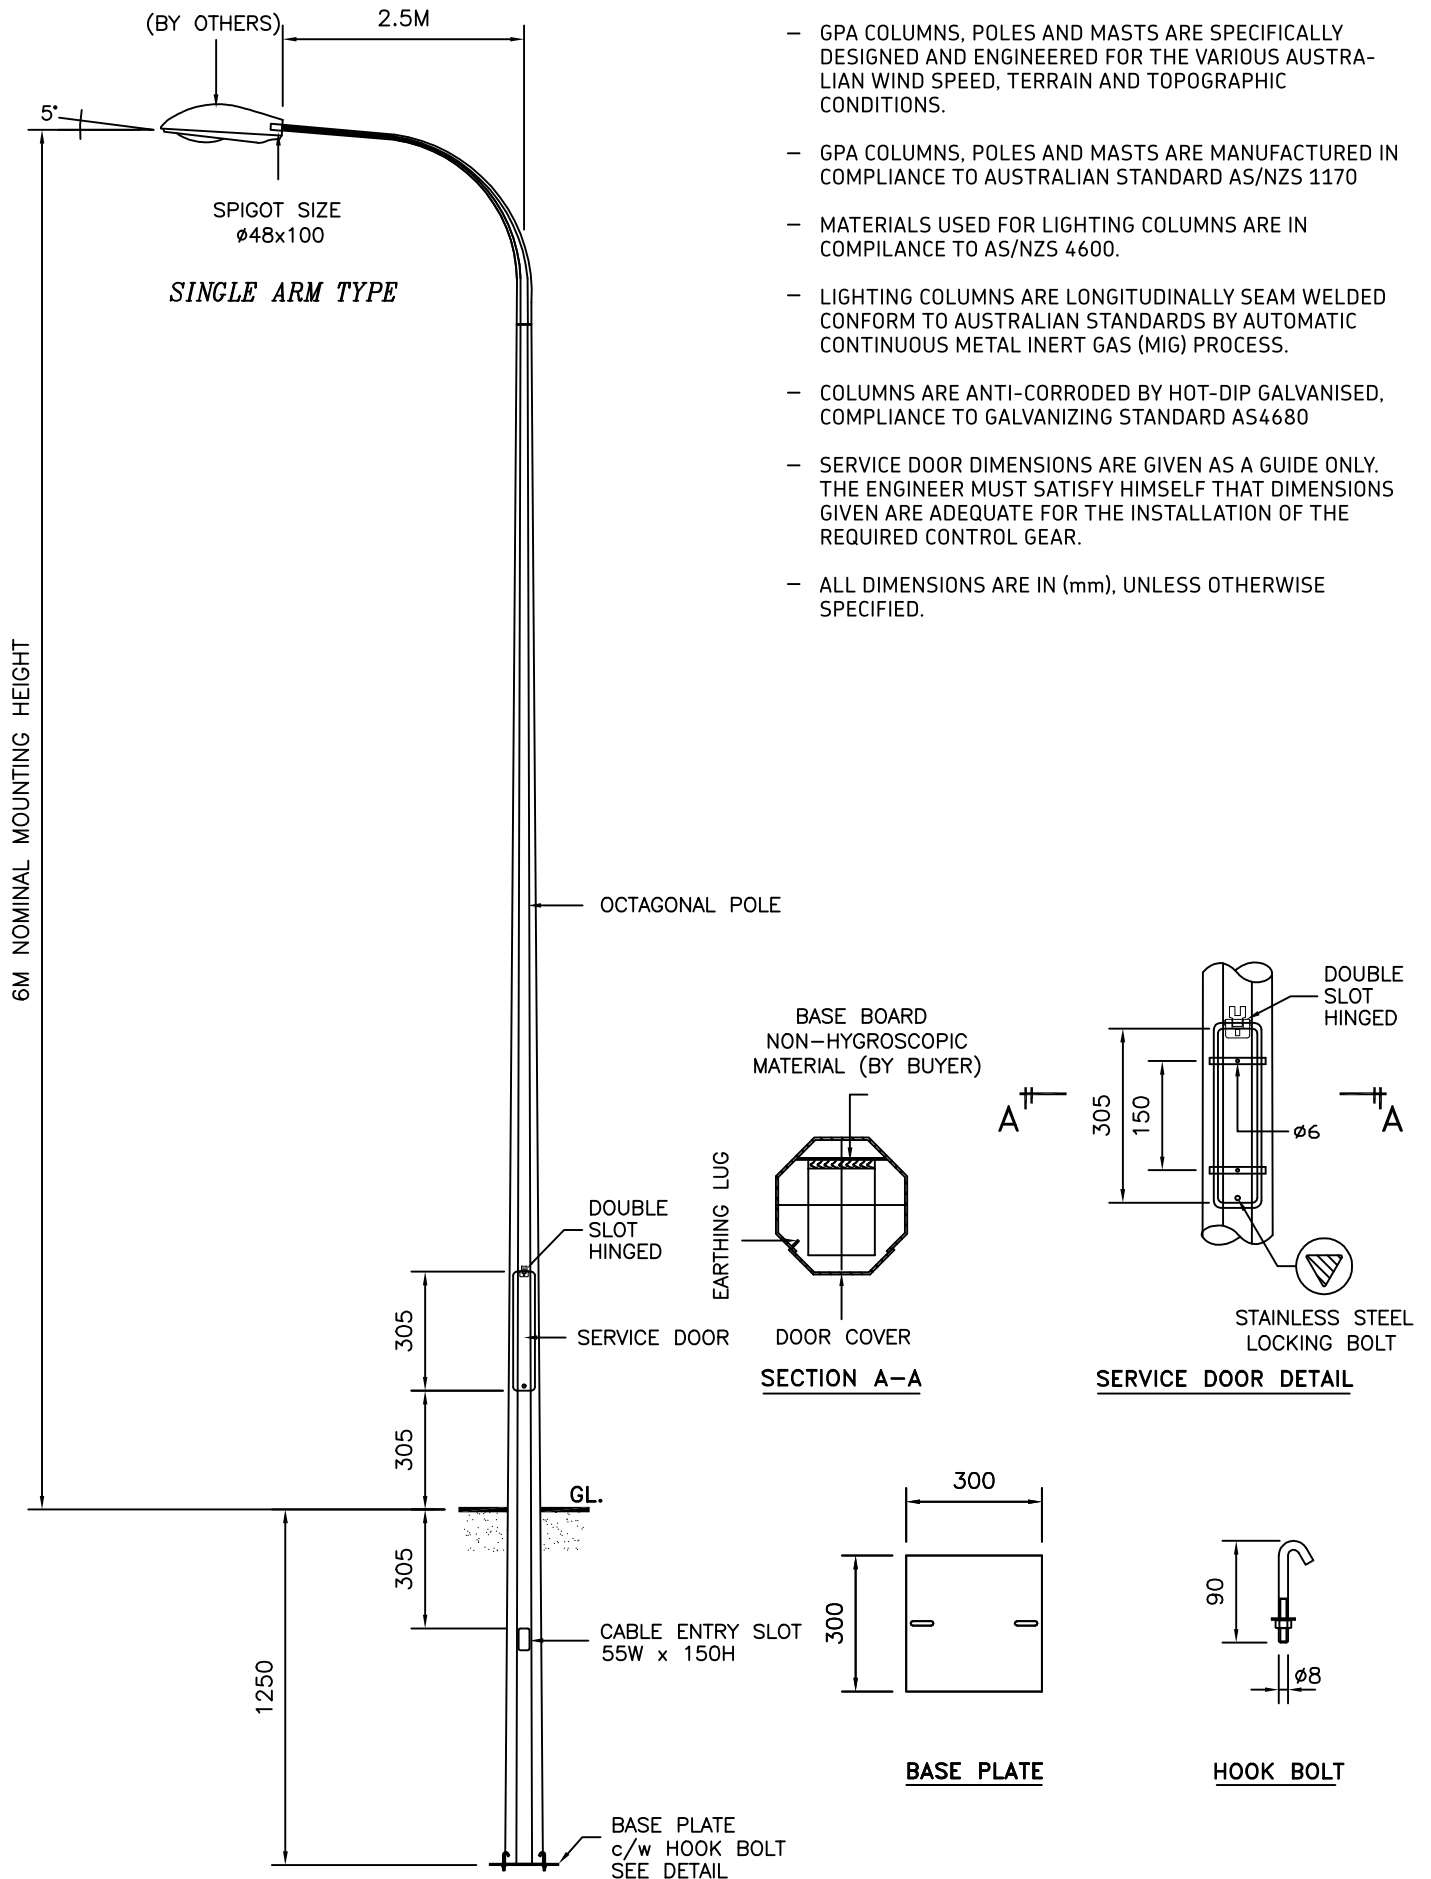 (BY OTHERS)
2.5M
5°
SPIGOT SIZE
ø48x100
SINGLE ARM TYPE
6M NOMINAL MOUNTING HEIGHT
– GPA COLUMNS, POLES AND MASTS ARE SPECIFICALLY
DESIGNED AND ENGINEERED FOR THE VARIOUS AUSTRA-
LIAN WIND SPEED, TERRAIN AND TOPOGRAPHIC
CONDITIONS.
– GPA COLUMNS, POLES AND MASTS ARE MANUFACTURED IN
COMPLIANCE TO AUSTRALIAN STANDARD AS/NZS 1170
– MATERIALS USED FOR LIGHTING COLUMNS ARE IN
COMPILANCE TO AS/NZS 4600.
– LIGHTING COLUMNS ARE LONGITUDINALLY SEAM WELDED
CONFORM TO AUSTRALIAN STANDARDS BY AUTOMATIC
CONTINUOUS METAL INERT GAS (MIG) PROCESS.
– COLUMNS ARE ANTI-CORRODED BY HOT-DIP GALVANISED,
COMPLIANCE TO GALVANIZING STANDARD AS4680
– SERVICE DOOR DIMENSIONS ARE GIVEN AS A GUIDE ONLY.
THE ENGINEER MUST SATISFY HIMSELF THAT DIMENSIONS
GIVEN ARE ADEQUATE FOR THE INSTALLATION OF THE
REQUIRED CONTROL GEAR.
– ALL DIMENSIONS ARE IN (mm), UNLESS OTHERWISE
SPECIFIED.
OCTAGONAL POLE
DOUBLE
SLOT
HINGED
305
SERVICE DOOR
305
GL.
305
CABLE ENTRY SLOT
55W x 150H
1250
BASE PLATE
c/w HOOK BOLT
SEE DETAIL
BASE BOARD
NON-HYGROSCOPIC
MATERIAL (BY BUYER)
EARTHING LUG
DOOR COVER
SECTION A-A
DOUBLE
SLOT
HINGED
A
A
305
150
ø6
STAINLESS STEEL
LOCKING BOLT
SERVICE DOOR DETAIL
300
300
BASE PLATE
90
ø8
HOOK BOLT